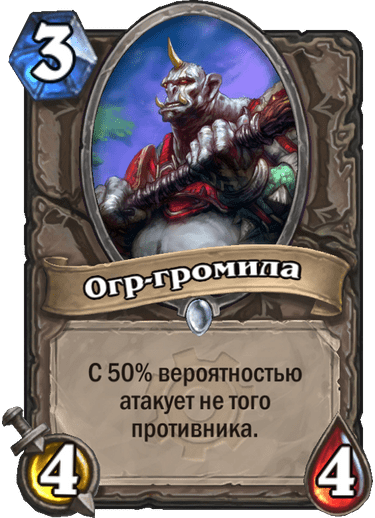 3
Огр-громила
С 50% вероятностью
атакует не того
противника.
4
4